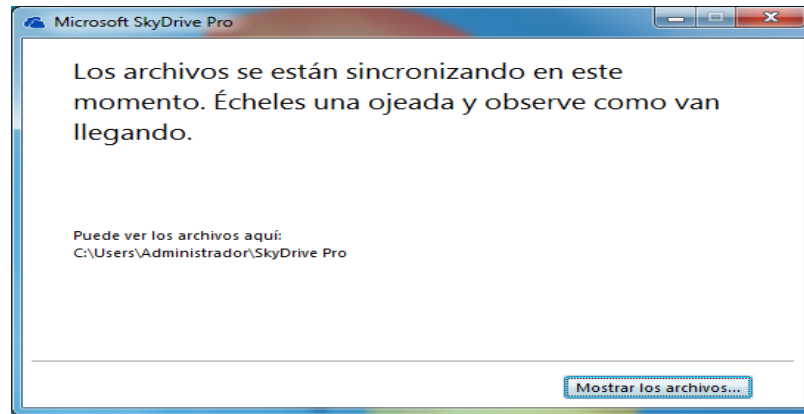 Microsoft SkyDrive Pro
Los archivos se están sincronizando en este
momento. Écheles una ojeada y observe como van
llegando.
Puede ver los archivos aquí:
C:\Users\Administrador\SkyDrive Pro
Mostrar los archivos...